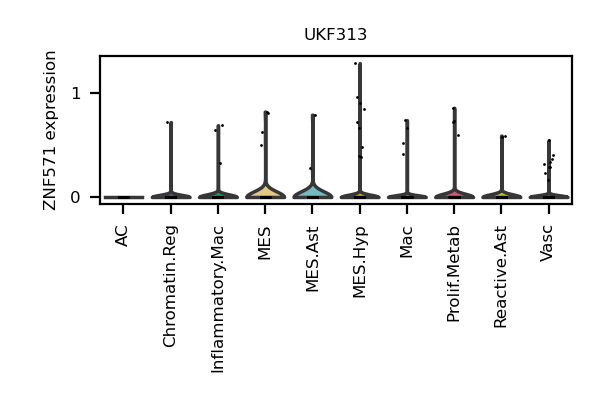 UKF313
ZNF571 expression
1
0
AC
Chromatin.Reg
Inflammatory.Mac
MES
MES.Ast
MES.Hyp
Mac
Prolif.Metab
Reactive.Ast
Vasc